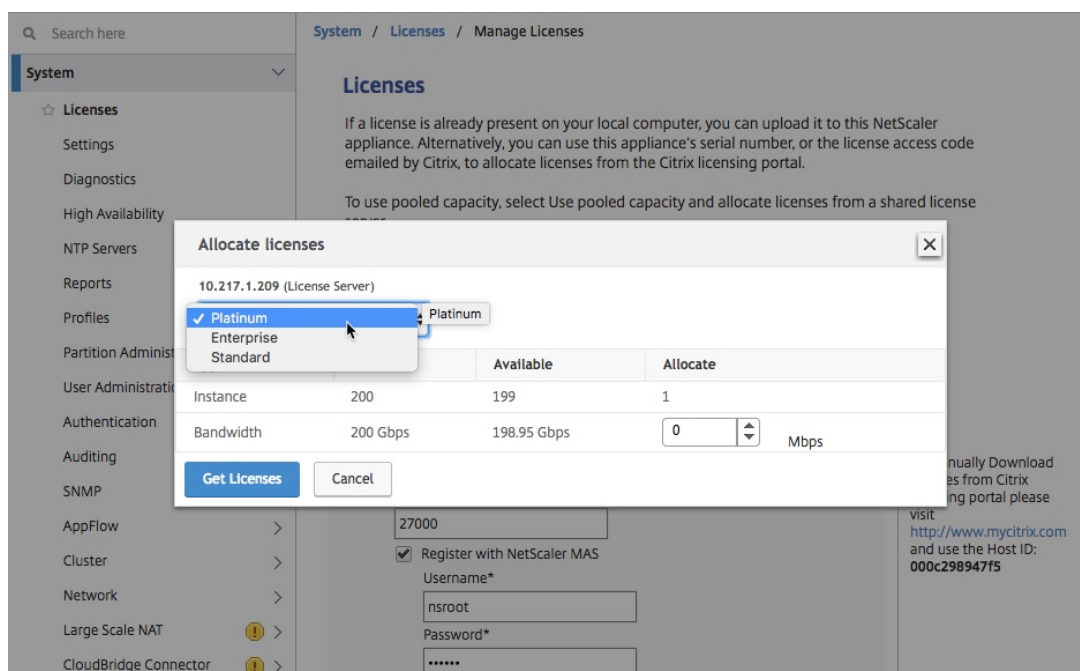 Search here
System / Licenses / Manage Licenses
System
Licenses
Licenses
If a license is already present on your local computer, you can upload it to this NetScaler
appliance. Alternatively, you can use this appliance's serial number, or the license access code
emailed by Citrix, to allocate licenses from the Citrix licensing portal.
To use pooled capacity, select Use pooled capacity and allocate licenses from a shared license
Settings
Diagnostics
High Availability
NTP Servers
Reports
Profiles
Partition Administ
User Administratio
Authentication
Auditing
SNMP
AppFlow
Cluster
Network
Large Scale NAT
CloudBridge Connector
Allocate licenses
10.217.1.209 (License Server)
Platinum
Platinum
Enterprise
Standard
Available
Allocate
Instance 200 199 1
Bandwidth 200 Gbps 198.95 Gbps 0 Mbps
Get Licenses
Cancel
27000
Register with NetScaler MAS
Username*
nsroot
Password*
nually Download
es from Citrix
ing portal please
visit
http://www.mycitrix.com
and use the Host ID:
000c298947f5